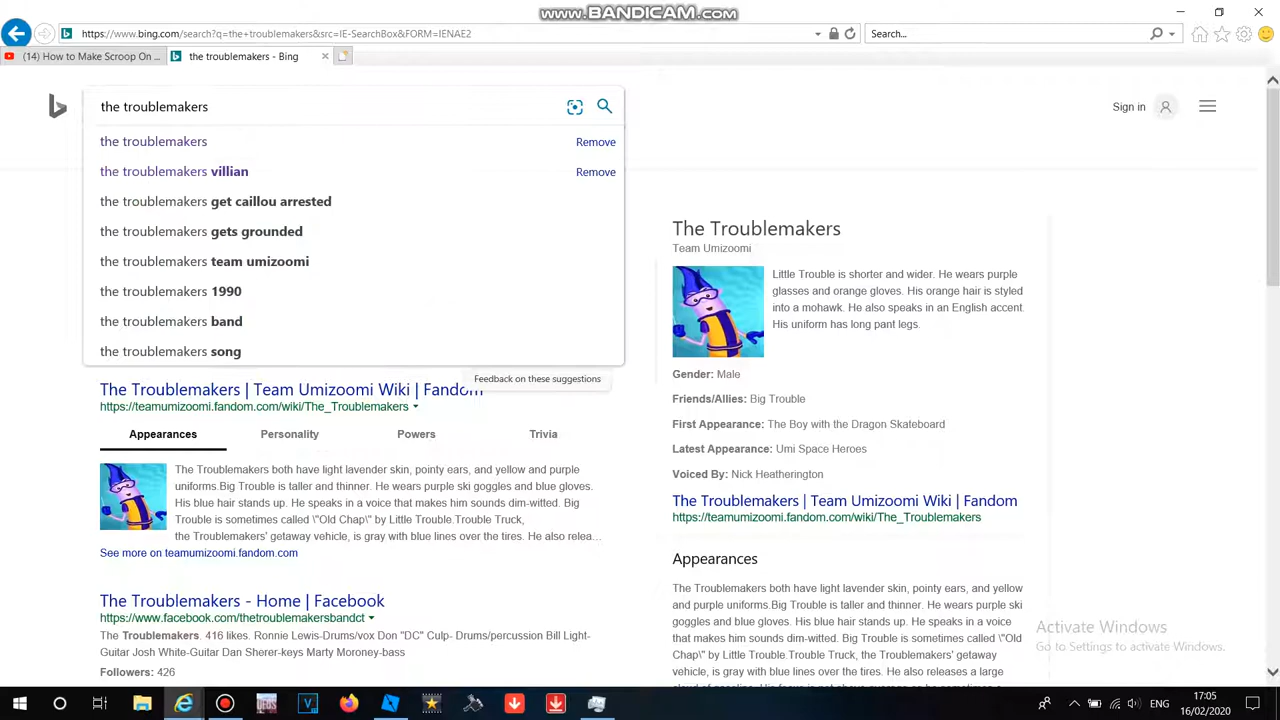 www.BANDICAM.com
https://www.bing.com/search?q=the+troublemakers&src=IE-SearchBox&FORM=IENAE2
Search...
(14) How to Make Scroop On ...
the troublemakers - Bing
the troublemakers
Sign in
the troublemakers Remove
the troublemakers villian Remove
the troublemakers get caillou arrested
the troublemakers gets grounded
the troublemakers team umizoomi
the troublemakers 1990
the troublemakers band
the troublemakers song
Feedback on these suggestions
The Troublemakers | Team Umizoomi Wiki | Fandom
https://teamumizoomi.fandom.com/wiki/The_Troublemakers
Appearances Personality Powers Trivia
The Troublemakers both have light lavender skin, pointy ears, and yellow and purple
uniforms.Big Trouble is taller and thinner. He wears purple ski goggles and blue gloves.
His blue hair stands up. He speaks in a voice that makes him sounds dim-witted. Big
Trouble is sometimes called \"Old Chap\" by Little Trouble.Trouble Truck,
the Troublemakers' getaway vehicle, is gray with blue lines over the tires. He also relea...
See more on teamumizoomi.fandom.com
The Troublemakers - Home | Facebook
https://www.facebook.com/thetroublemakersbandct
The Troublemakers. 416 likes. Ronnie Lewis-Drums/vox Don "DC" Culp- Drums/percussion Bill Light-
Guitar Josh White-Guitar Dan Sherer-keys Marty Moroney-bass
Followers: 426
The Troublemakers
Team Umizoomi
Little Trouble is shorter and wider. He wears purple
glasses and orange gloves. His orange hair is styled
into a mohawk. He also speaks in an English accent.
His uniform has long pant legs.
Gender: Male
Friends/Allies: Big Trouble
First Appearance: The Boy with the Dragon Skateboard
Latest Appearance: Umi Space Heroes
Voiced By: Nick Heatherington
The Troublemakers | Team Umizoomi Wiki | Fandom
https://teamumizoomi.fandom.com/wiki/The_Troublemakers
Appearances
The Troublemakers both have light lavender skin, pointy ears, and yellow
and purple uniforms.Big Trouble is taller and thinner. He wears purple ski
goggles and blue gloves. His blue hair stands up. He speaks in a voice
that makes him sounds dim-witted. Big Trouble is sometimes called \"Old
Chap\" by Little Trouble.Trouble Truck, the Troublemakers' getaway
vehicle, is gray with blue lines over the tires. He also releases a large
Activate Windows
Go to Settings to activate Windows.
ENG
17:05
16/02/2020